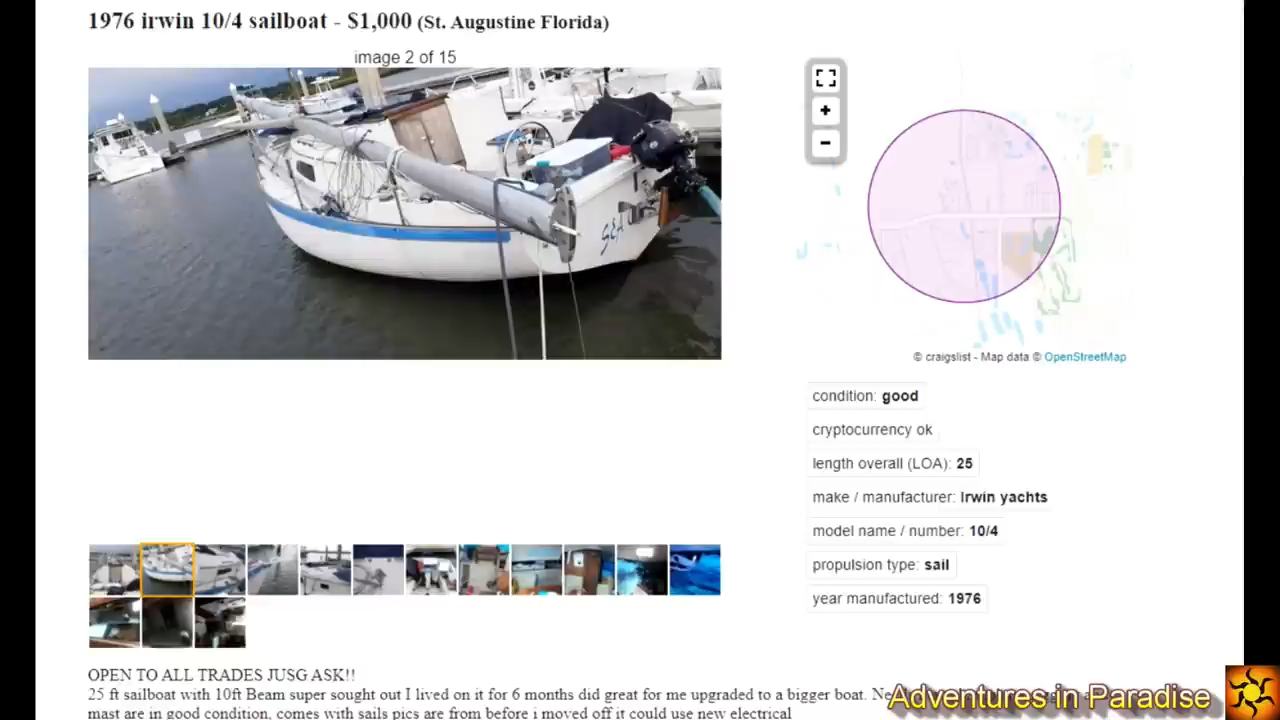 1976 irwin 10/4 sailboat - $1,000 (St. Augustine Florida)
image 2 of 15
SEA
+
-
© craigslist - Map data © OpenStreetMap
condition: good
cryptocurrency ok
length overall (LOA): 25
make / manufacturer: Irwin yachts
model name / number: 10/4
propulsion type: sail
year manufactured: 1976
OPEN TO ALL TRADES JUSG ASK!!
25 ft sailboat with 10ft Beam super sought out I lived on it for 6 months did great for me upgraded to a bigger boat.
mast are in good condition, comes with sails pics are from before i moved off it could use new electrical
Adventures in Paradise